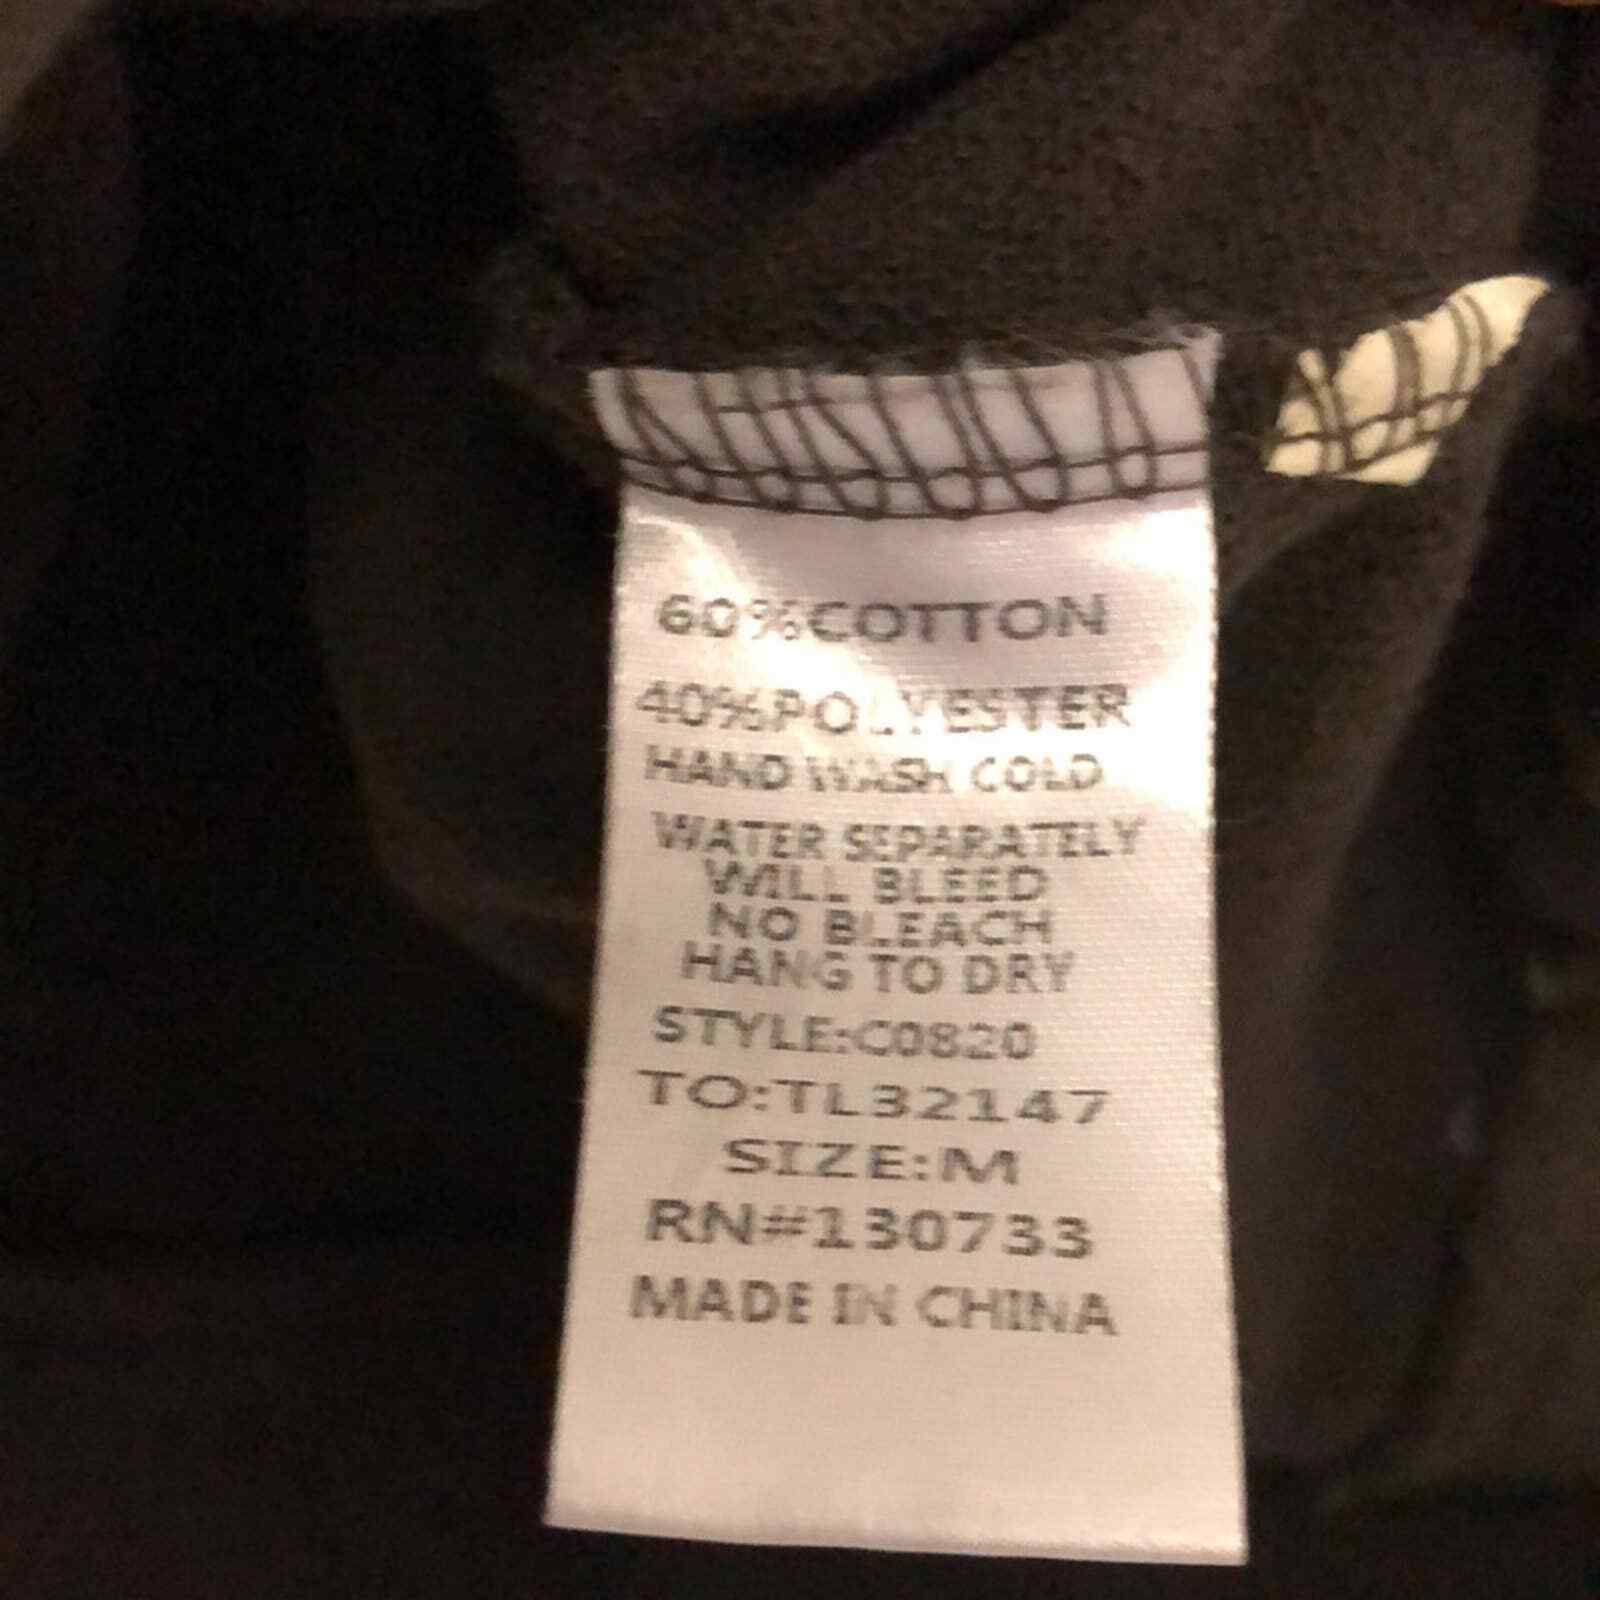 60%COTTON
40%POLYESTER
HAND WASH COLD
WATER SEPARATELY
WILL BLEED
NO BLEACH
HANG TO DRY
STYLE:C0820
TO:TL32147
SIZE:M
RN#130733
MADE IN CHINA